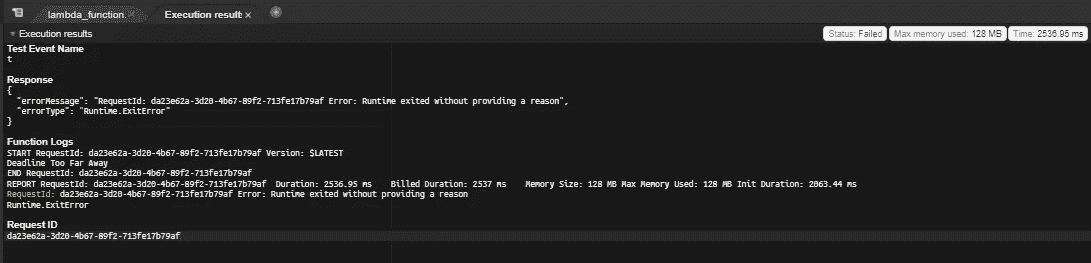 lambda_function.
Execution result
Execution results
Status: Failed
Max memory used: 128 MB
Time: 2536.95 ms
Test Event Name
t
Response
{
"errorMessage": "RequestId: da23e62a-3d20-4b67-89f2-713fe17b79af Error: Runtime exited without providing a reason",
"errorType": "Runtime.ExitError"
}
Function Logs
START RequestId: da23e62a-3d20-4b67-89f2-713fe17b79af Version: $LATEST
Deadline Too Far Away
END RequestId: da23e62a-3d20-4b67-89f2-713fe17b79af
REPORT RequestId: da23e62a-3d20-4b67-89f2-713fe17b79af Duration: 2536.95 ms Billed Duration: 2537 ms Memory Size: 128 MB Max Memory Used: 128 MB Init Duration: 2063.44 ms
RequestId: da23e62a-3d20-4b67-89f2-713fe17b79af Error: Runtime exited without providing a reason
Runtime.ExitError
Request ID
da23e62a-3d20-4b67-89f2-713fe17b79af